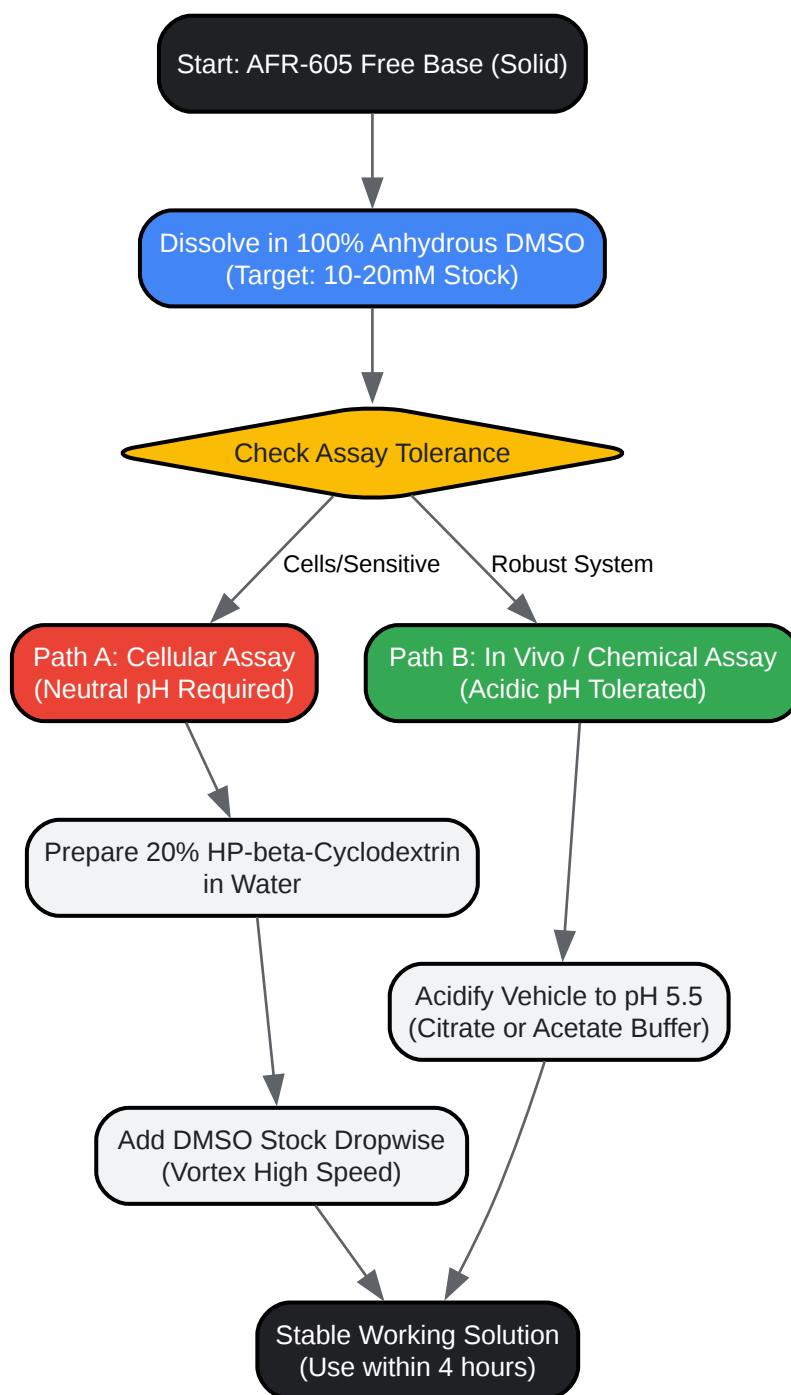 Start: AFR-605 Free Base (Solid)
Dissolve in 100% Anhydrous DMSO
(Target: 10-20mM Stock)
Check Assay Tolerance
Cells/Sensitive
Robust System
Path A: Cellular Assay
(Neutral pH Required)
Path B: In Vivo / Chemical Assay
(Acidic pH Tolerated)
Prepare 20% HP-beta-Cyclodextrin
in Water
Acidify Vehicle to pH 5.5
(Citrate or Acetate Buffer)
Add DMSO Stock Dropwise
(Vortex High Speed)
Stable Working Solution
(Use within 4 hours)